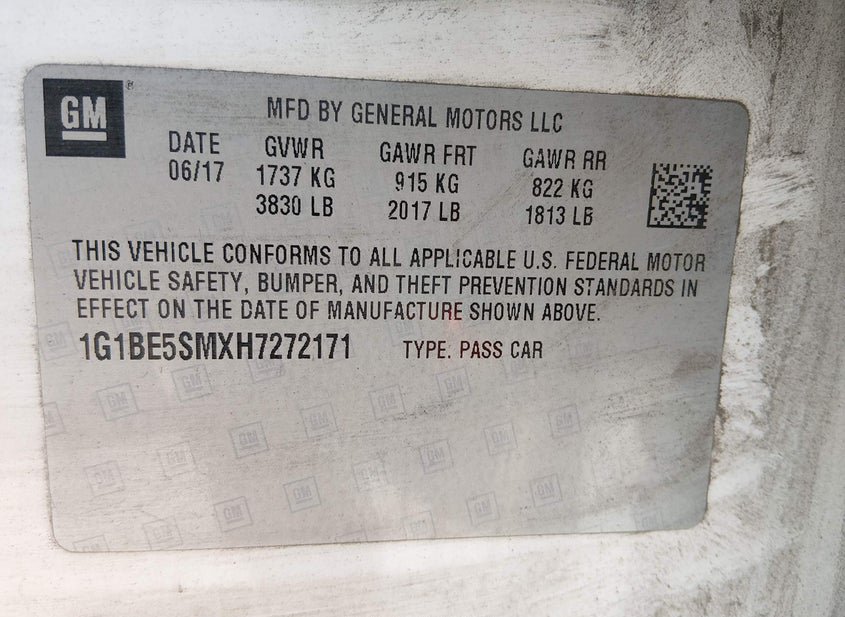 GM
MFD BY GENERAL MOTORS LLC
DATE GVWR GAWR FRT GAWR RR
06/17 1737 KG 915 KG 822 KG
3830 LB 2017 LB 1813 LB
THIS VEHICLE CONFORMS TO ALL APPLICABLE U.S. FEDERAL MOTOR
VEHICLE SAFETY, BUMPER, AND THEFT PREVENTION STANDARDS IN
EFFECT ON THE DATE OF MANUFACTURE SHOWN ABOVE.
1G1BE5SMXH7272171 TYPE: PASS CAR